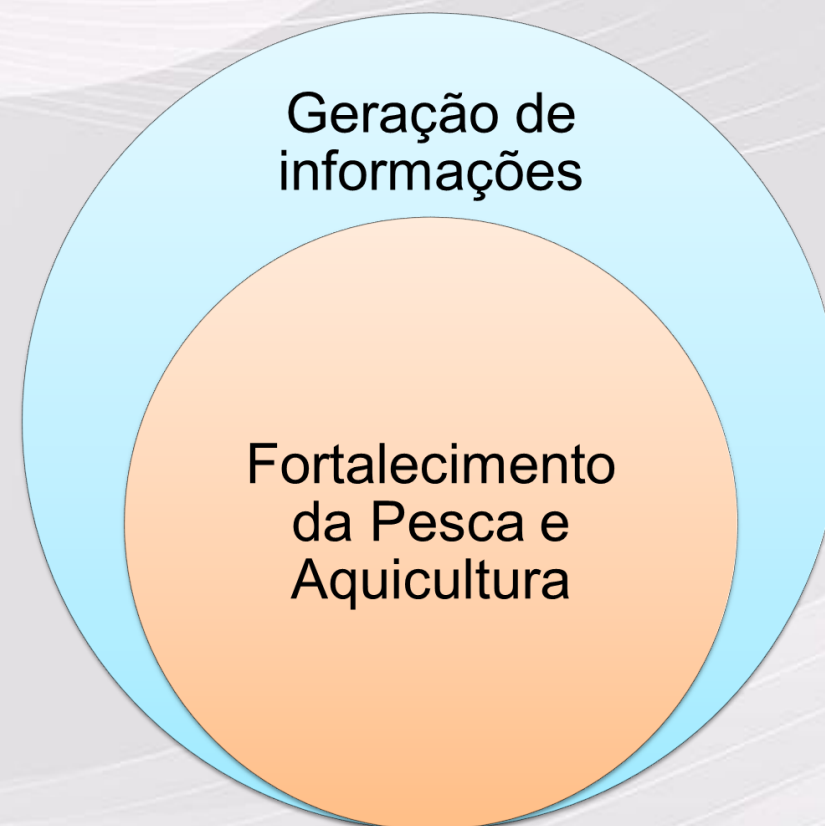 Geração de
informações
Fortalecimento
da Pesca e
Aquicultura